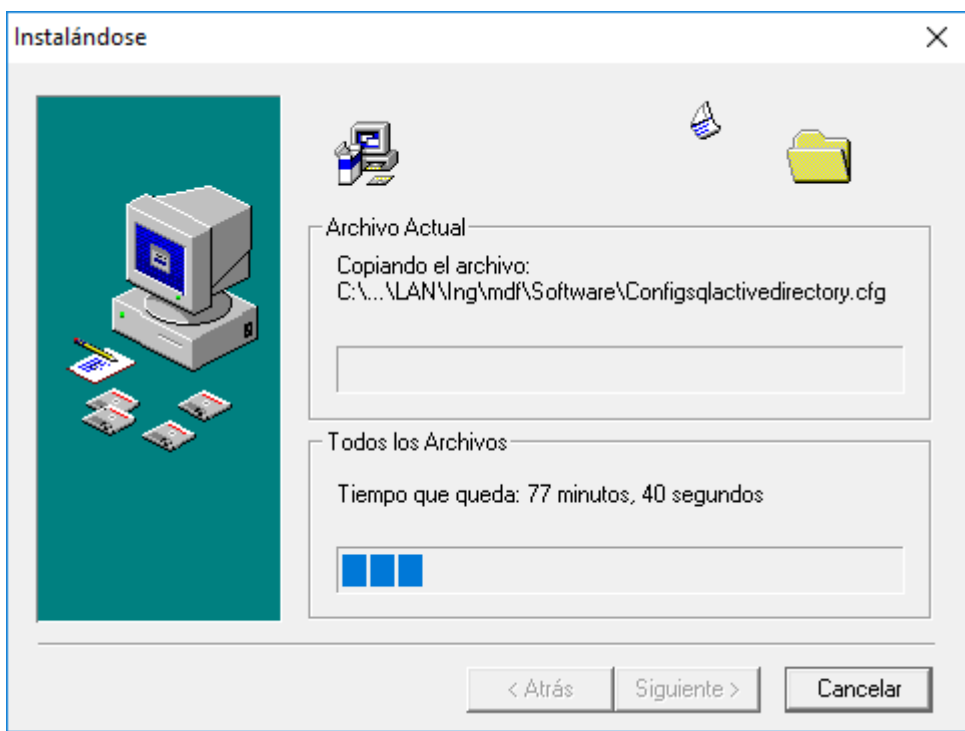 Instalándose
Archivo Actual
Copiando el archivo:
C:\...\LAN\Ing\mdf\Software\Configsqlactivedirectory.cfg
Todos los Archivos
Tiempo que queda: 77 minutos, 40 segundos
< Atrás
Siguiente >
Cancelar